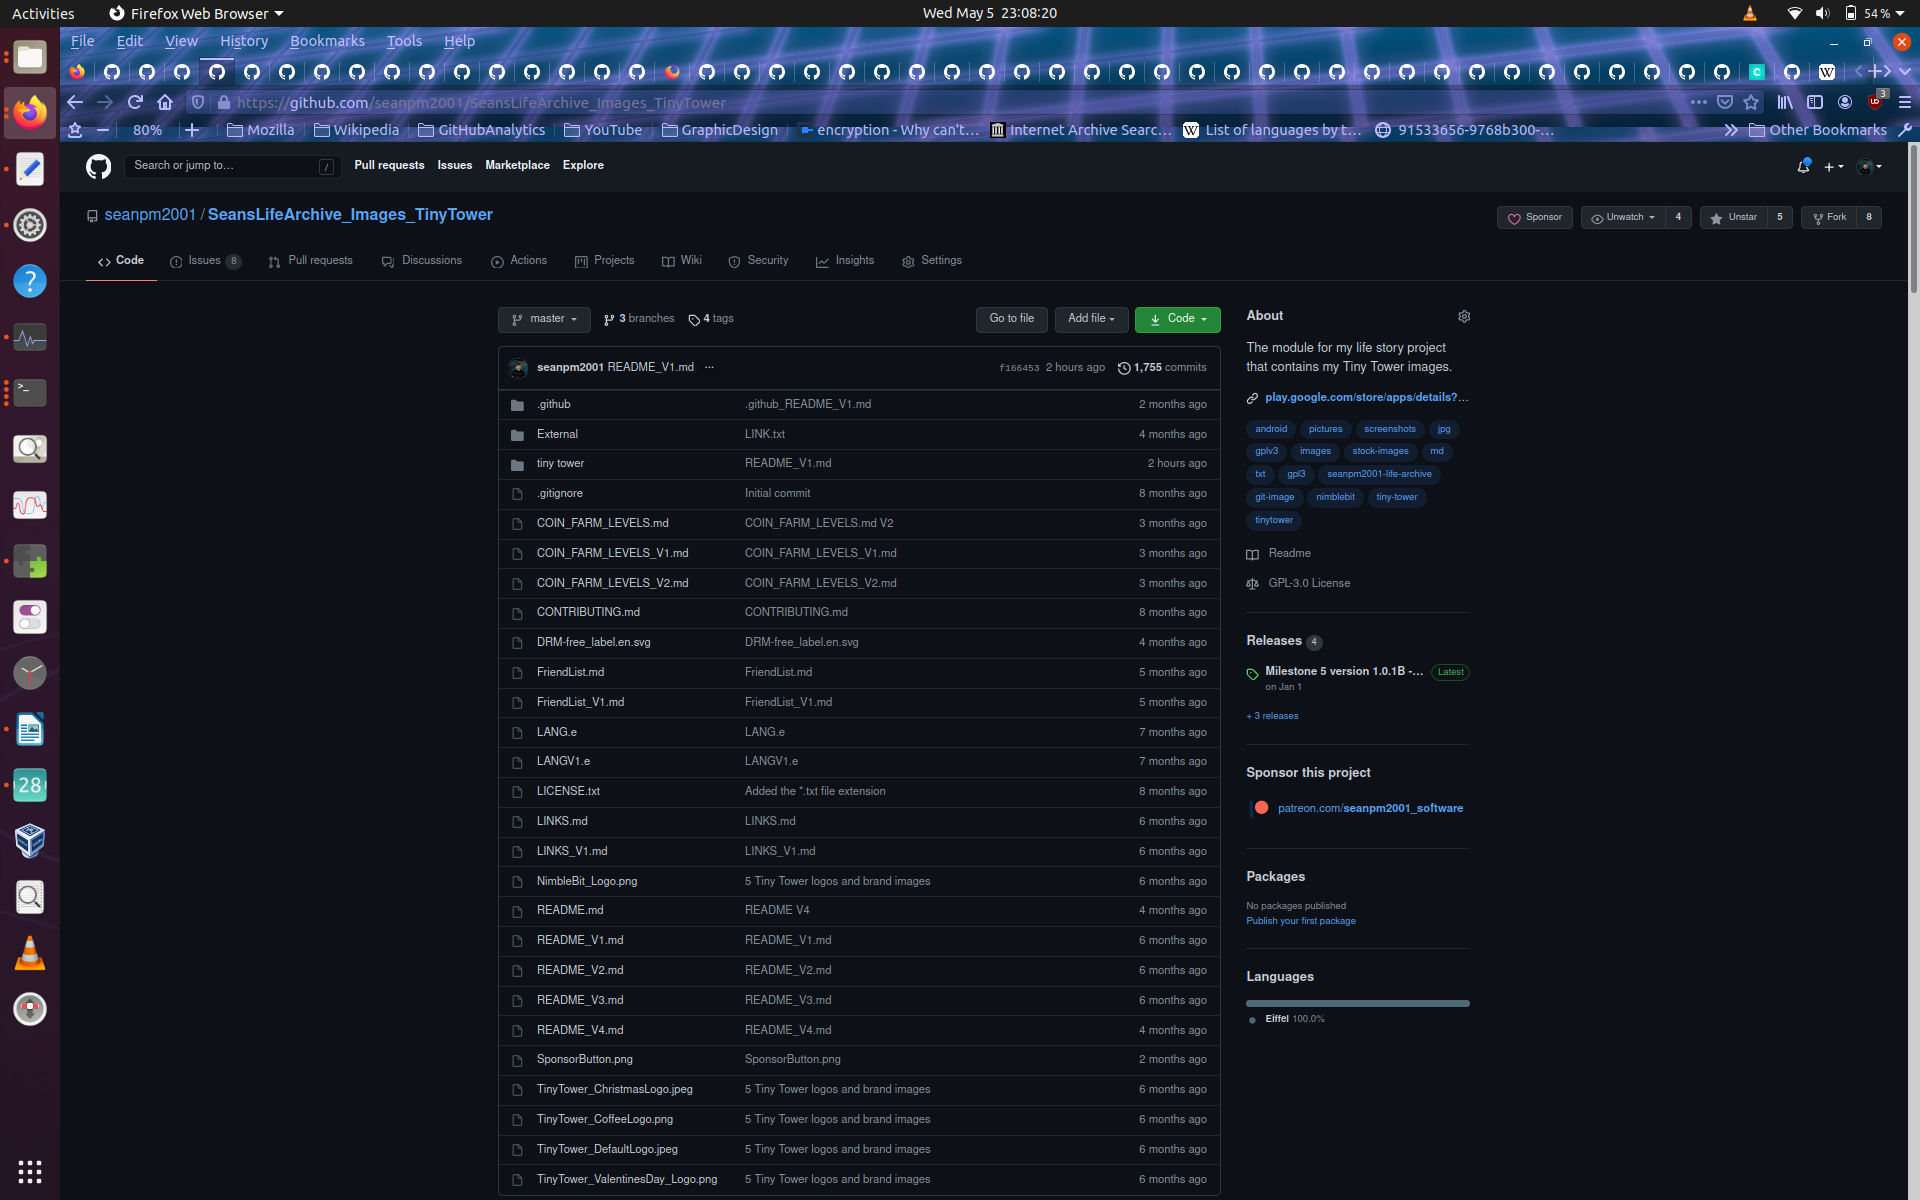 Activities Firefox Web Browser Wed May 5 23:08:20 54 %
File Edit View History Bookmarks Tools Help
https://github.com/seanpm2001/SeansLifeArchive_Images_TinyTower 3
80% Mozilla Wikipedia GitHubAnalytics YouTube GraphicDesign encryption - Why can't... Internet Archive Searc... List of languages by t... 91533656-9768b300-... Other Bookmarks
Search or jump to... / Pull requests Issues Marketplace Explore
seanpm2001 / SeansLifeArchive_Images_TinyTower Sponsor Unwatch 4 Unstar 5 Fork 8
Code Issues 8 Pull requests Discussions Actions Projects Wiki Security Insights Settings
master 3 branches 4 tags Go to file Add file Code
seanpm2001 README_V1.md ... f166453 2 hours ago 1,755 commits
.github .github_README_V1.md 2 months ago
External LINK.txt 4 months ago
tiny tower README_V1.md 2 hours ago
.gitignore Initial commit 8 months ago
COIN_FARM_LEVELS.md COIN_FARM_LEVELS.md V2 3 months ago
COIN_FARM_LEVELS_V1.md COIN_FARM_LEVELS_V1.md 3 months ago
COIN_FARM_LEVELS_V2.md COIN_FARM_LEVELS_V2.md 3 months ago
CONTRIBUTING.md CONTRIBUTING.md 8 months ago
DRM-free_label.en.svg DRM-free_label.en.svg 4 months ago
FriendList.md FriendList.md 5 months ago
FriendList_V1.md FriendList_V1.md 5 months ago
LANG.e LANG.e 7 months ago
LANGV1.e LANGV1.e 7 months ago
LICENSE.txt Added the *.txt file extension 8 months ago
LINKS.md LINKS.md 6 months ago
LINKS_V1.md LINKS_V1.md 6 months ago
NimbleBit_Logo.png 5 Tiny Tower logos and brand images 6 months ago
README.md README V4 4 months ago
README_V1.md README_V1.md 6 months ago
README_V2.md README_V2.md 6 months ago
README_V3.md README_V3.md 6 months ago
README_V4.md README_V4.md 4 months ago
SponsorButton.png SponsorButton.png 2 months ago
TinyTower_ChristmasLogo.jpeg 5 Tiny Tower logos and brand images 6 months ago
TinyTower_CoffeeLogo.png 5 Tiny Tower logos and brand images 6 months ago
TinyTower_DefaultLogo.jpeg 5 Tiny Tower logos and brand images 6 months ago
TinyTower_ValentinesDay_Logo.png 5 Tiny Tower logos and brand images 6 months ago
About
The module for my life story project
that contains my Tiny Tower images.
play.google.com/store/apps/details?...
android pictures screenshots jpg
gplv3 images stock-images md
txt gpl3 seanpm2001-life-archive
git-image nimblebit tiny-tower
tinytower
Readme
GPL-3.0 License
Releases 4
Milestone 5 version 1.0.1B -... Latest
on Jan 1
+ 3 releases
Sponsor this project
patreon.com/seanpm2001_software
Packages
No packages published
Publish your first package
Languages
Eiffel 100.0%
28